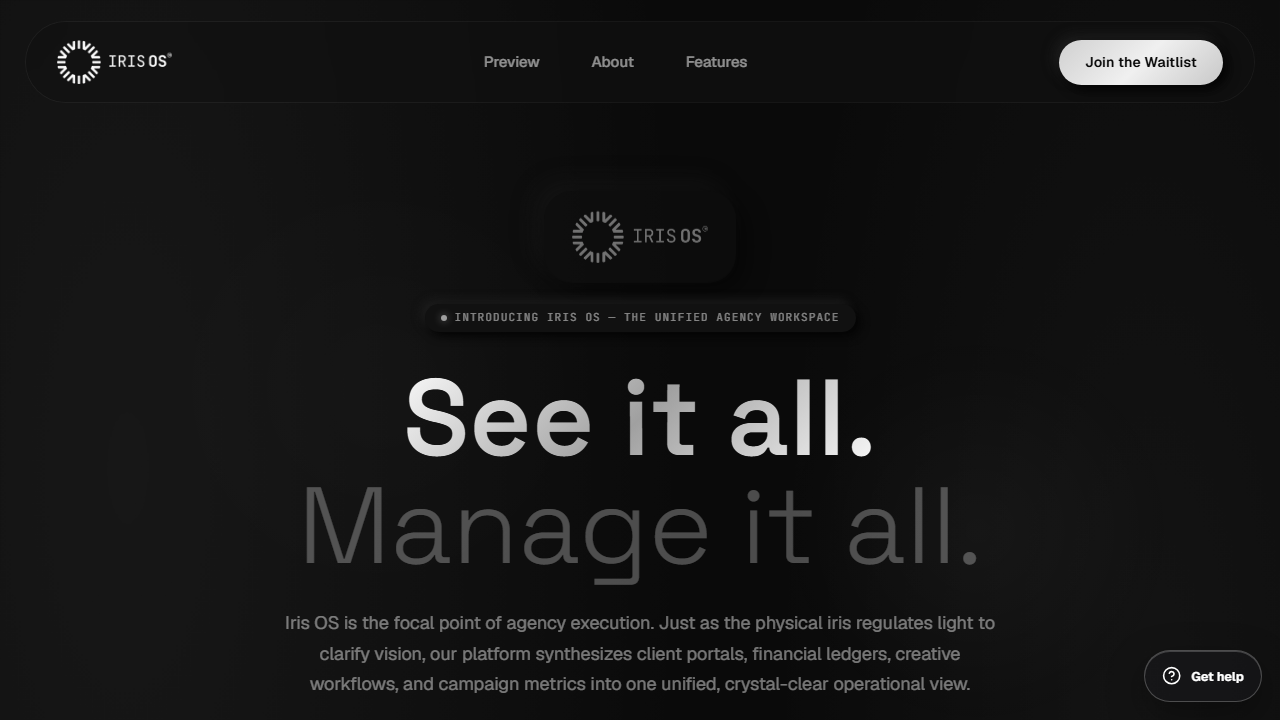 IRIS OS®
Preview
About
Features
Join the Waitlist
IRIS OS®
INTRODUCING IRIS OS — THE UNIFIED AGENCY WORKSPACE
See it all.
Manage it all.
Iris OS is the focal point of agency execution. Just as the physical iris regulates light to
clarify vision, our platform synthesizes client portals, financial ledgers, creative
workflows, and campaign metrics into one unified, crystal-clear operational view.
Get help